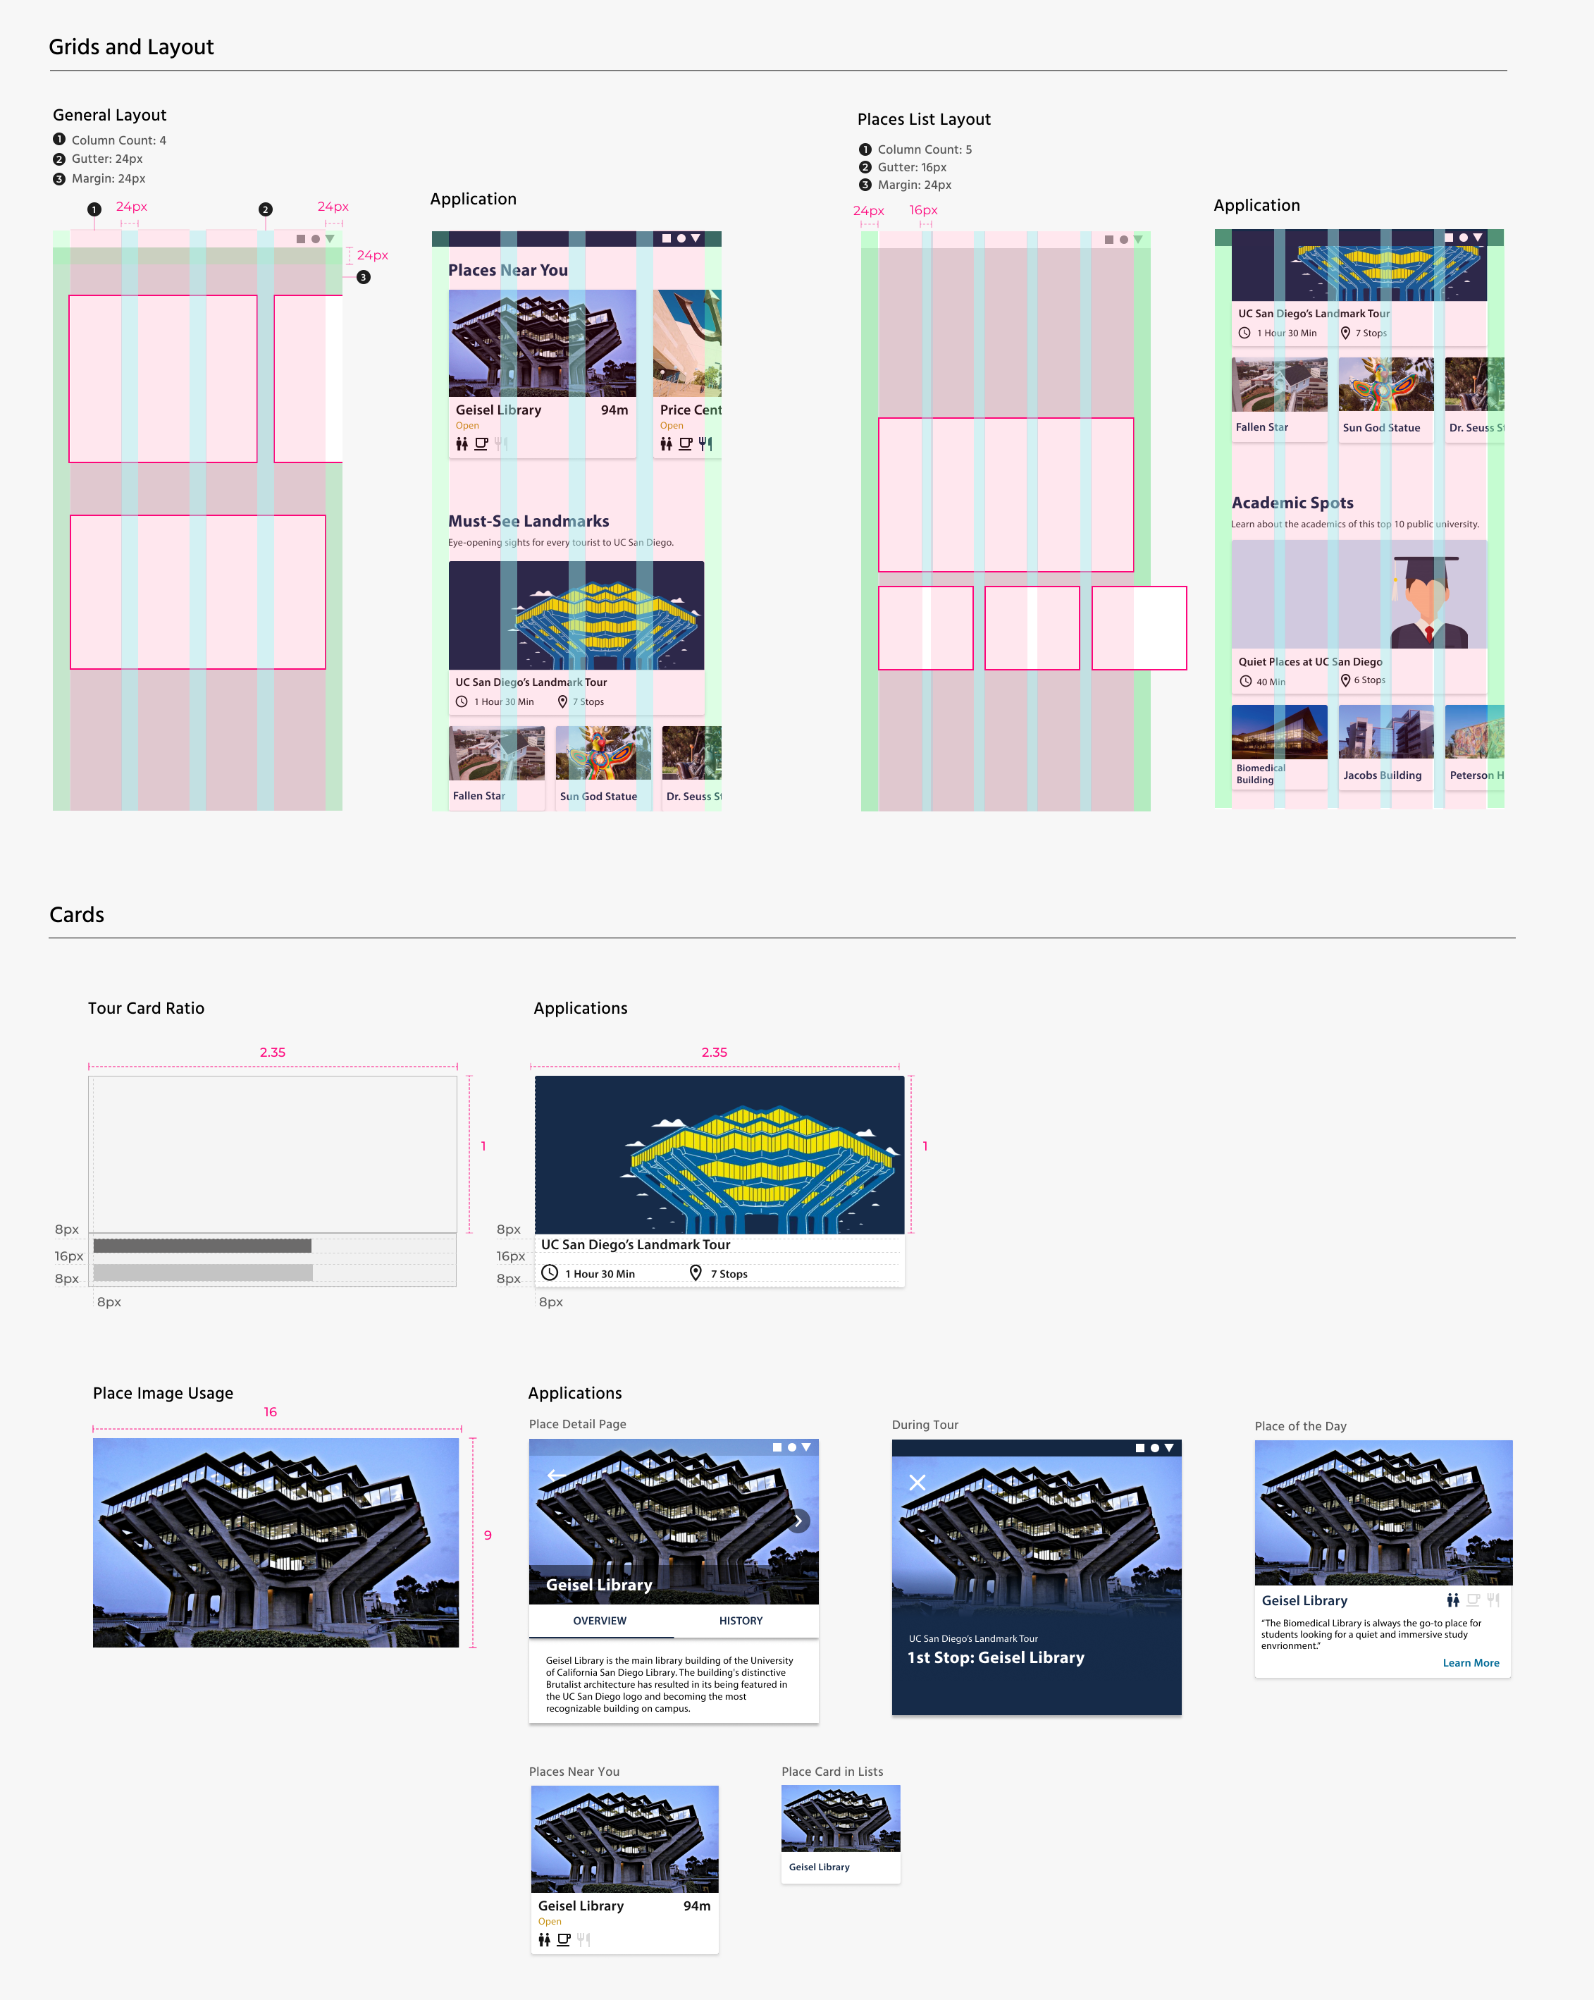 Grids and Layout
General Layout
1 Column Count: 4
2 Gutter: 24px
3 Margin: 24px
1
24px
2
24px
24px
3
Application
Places Near You
Geisel Library 94m
Open
Price Cent
Open
Must-See Landmarks
Eye-opening sights for every tourist to UC San Diego.
UC San Diego's Landmark Tour
1 Hour 30 Min 7 Stops
Fallen Star
Sun God Statue
Dr. Seuss St
Places List Layout
1 Column Count: 5
2 Gutter: 16px
3 Margin: 24px
24px
16px
Application
UC San Diego's Landmark Tour
1 Hour 30 Min 7 Stops
Fallen Star
Sun God Statue
Dr. Seuss St
Academic Spots
Learn about the academics of this top 10 public university.
Quiet Places at UC San Diego
40 Min 6 Stops
Biomedical
Building
Jacobs Building
Peterson H
Cards
Tour Card Ratio
2.35
1
8px
16px
8px
8px
Applications
2.35
1
8px
16px
8px
8px
UC San Diego's Landmark Tour
1 Hour 30 Min 7 Stops
Place Image Usage
16
9
Applications
Place Detail Page
Geisel Library
OVERVIEW HISTORY
Geisel Library is the main library building of the University
of California San Diego Library. The building's distinctive
Brutalist architecture has resulted in its being featured in
the UC San Diego logo and becoming the most
recognizable building on campus.
During Tour
UC San Diego's Landmark Tour
1st Stop: Geisel Library
Place of the Day
Geisel Library
"The Biomedical Library is always the go-to place for
students looking for a quiet and immersive study
envrionment."
Learn More
Places Near You
Geisel Library 94m
Open
Place Card in Lists
Geisel Library